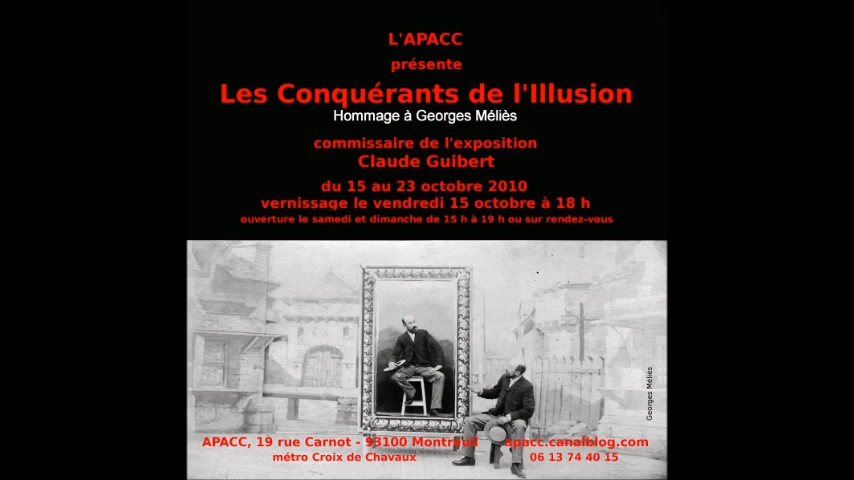 L'APACC
présente
Les Conquérants de l'Illusion
Hommage à Georges Méliès
commissaire de l'exposition
Claude Guibert
du 15 au 23 octobre 2010
vernissage le vendredi 15 octobre à 18 h
ouverture le samedi et dimanche de 15 h à 19 h ou sur rendez-vous
Georges Méliès
APACC, 19 rue Carnot - 93100 Montreuil apacc.canalblog.com
métro Croix de Chavaux 06 13 74 40 15